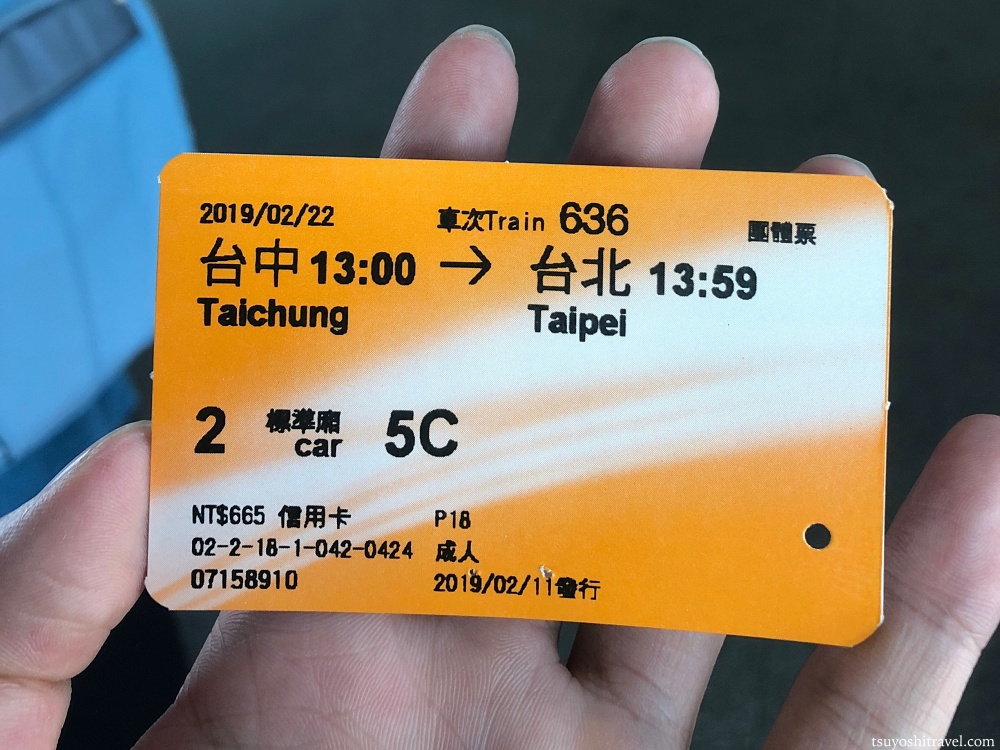 2019/02/22 車次Train 636 團體票
台中 13:00 → 台北 13:59
Taichung Taipei
2 標準廂 car 5C
NT$665 信用卡 P18
02-2-18-1-042-0424 成人
07158910 2019/02/11發行
tsuyoshitravel.com